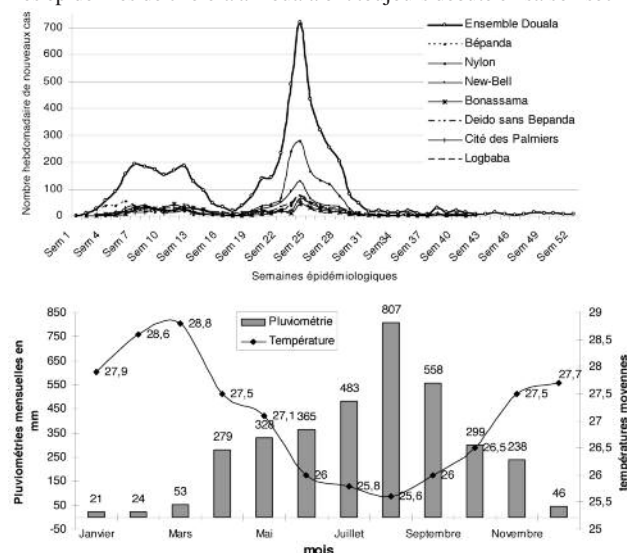 700
600
500
400
300
200
100
0
Nombre hebdomadaire de nouveaux cas
Ensemble Douala
Bépanda
Nylon
New-Bell
Bonassama
Deido sans Bepanda
Cité des Palmiers
Logbaba
Sem 1
Sem 4
Sem 7
Sem 10
Sem 13
Sem 16
Sem 19
Sem 22
Sem 25
Sem 28
Sem 31
Sem34
Sem 37
Sem 40
Sem 43
Sem 46
Sem 49
Sem 52
Semaines épidémiologiques
Pluviométries mensuelles en
mm
850
750
650
550
450
350
250
150
50
-50
Pluviométrie
Température
27,9
28,6
28,8
27,5
27,1
26
25,8
25,6
26
26,5
27,5
27,7
21
24
53
279
328
365
483
807
558
299
238
46
29
28,5
28
27,5
27
26,5
26
25,5
25
températures moyennes
Janvier
Mars
Mai
Juillet
Septembre
Novembre
mois